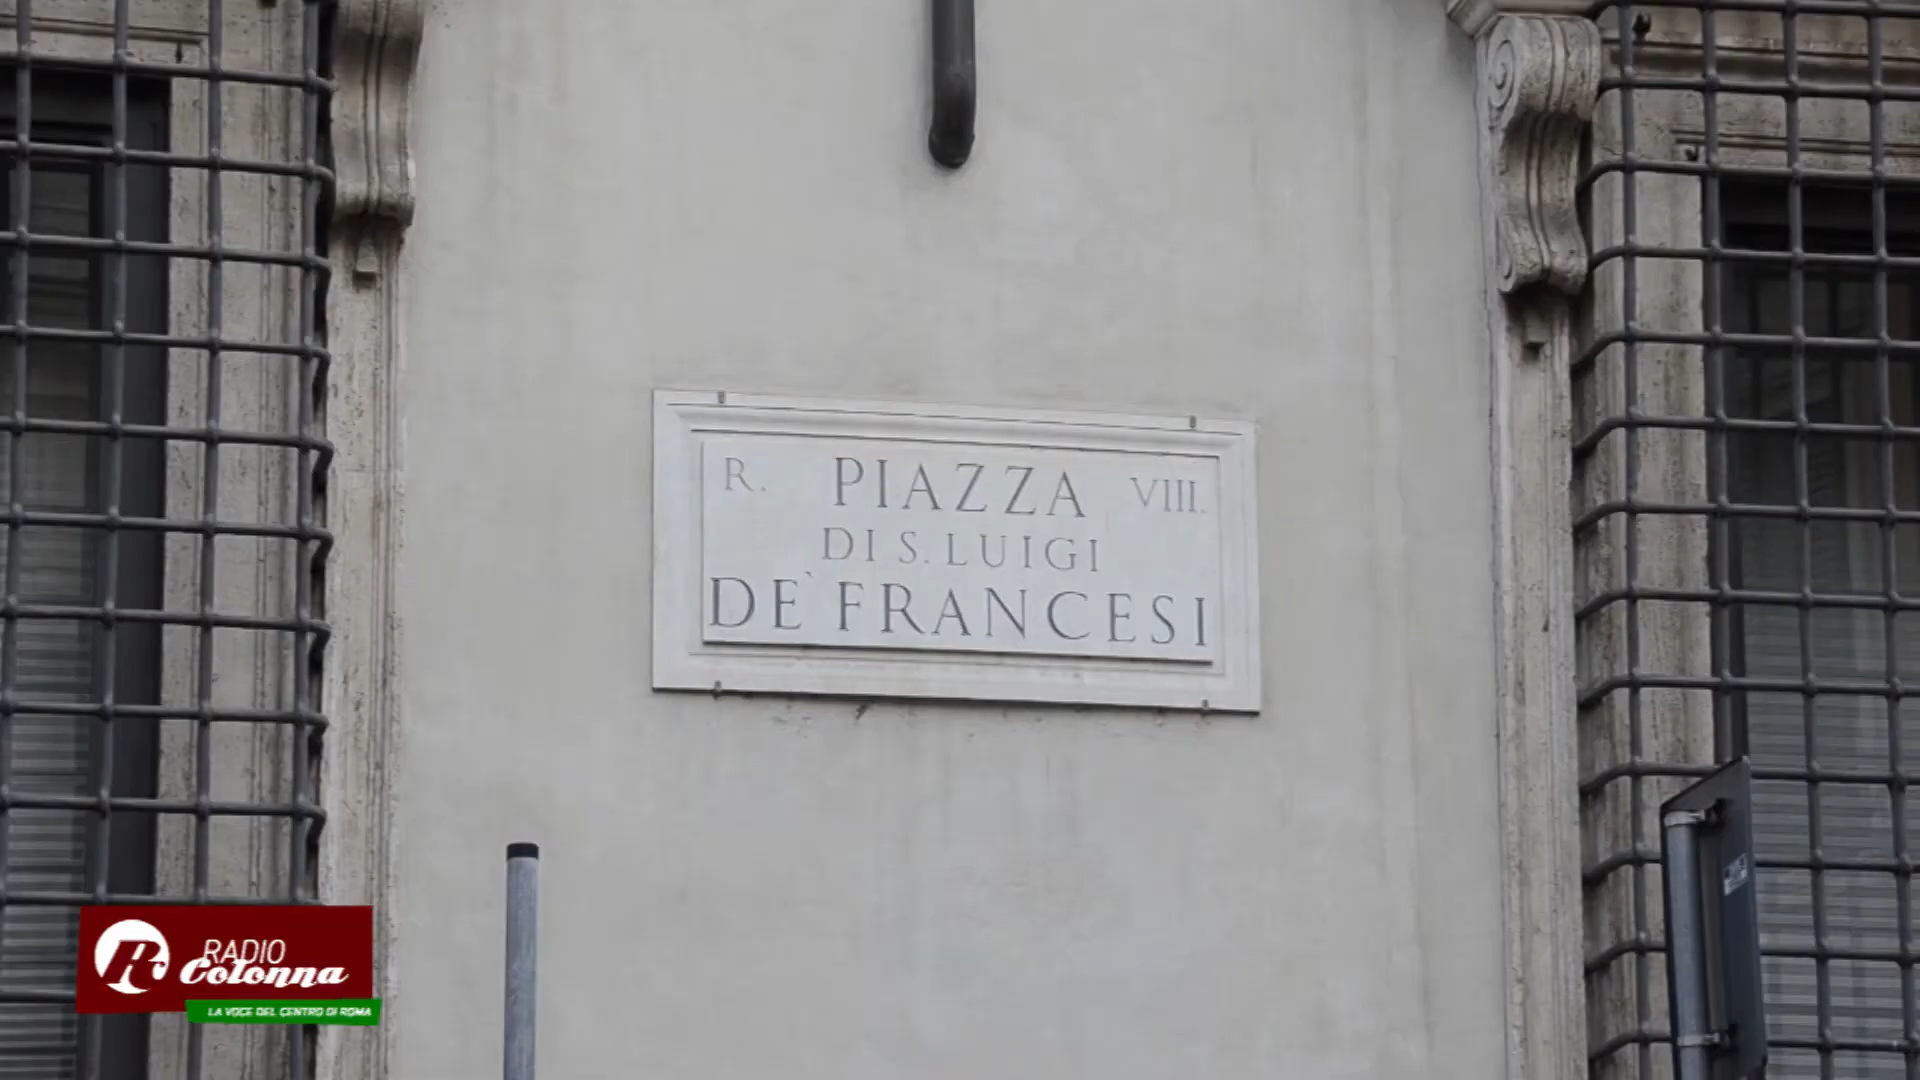 R. PIAZZA VIII.
DI S. LUIGI
DE` FRANCESI
RADIO
Colonna
LA VOCE DEL CENTRO DI ROMA